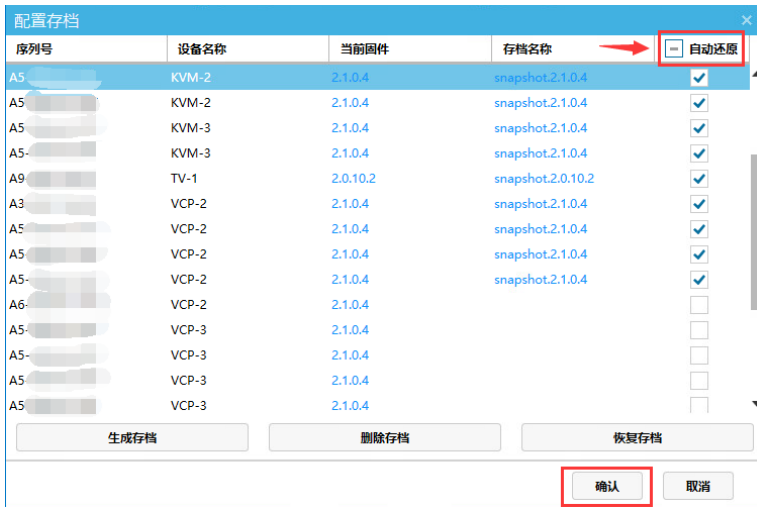 配置存档
序列号 设备名称 当前固件 存档名称 自动还原
A5 KVM-2 2.1.0.4 snapshot.2.1.0.4
A5 KVM-2 2.1.0.4 snapshot.2.1.0.4
A5 KVM-3 2.1.0.4 snapshot.2.1.0.4
A5- KVM-3 2.1.0.4 snapshot.2.1.0.4
A9 TV-1 2.0.10.2 snapshot.2.0.10.2
A3 VCP-2 2.1.0.4 snapshot.2.1.0.4
A5 VCP-2 2.1.0.4 snapshot.2.1.0.4
A5 VCP-2 2.1.0.4 snapshot.2.1.0.4
A5- VCP-2 2.1.0.4 snapshot.2.1.0.4
A6- VCP-2 2.1.0.4
A5- VCP-3 2.1.0.4
A5- VCP-3 2.1.0.4
A5 VCP-3 2.1.0.4
A5 VCP-3 2.1.0.4
生成存档 删除存档 恢复存档
确认 取消